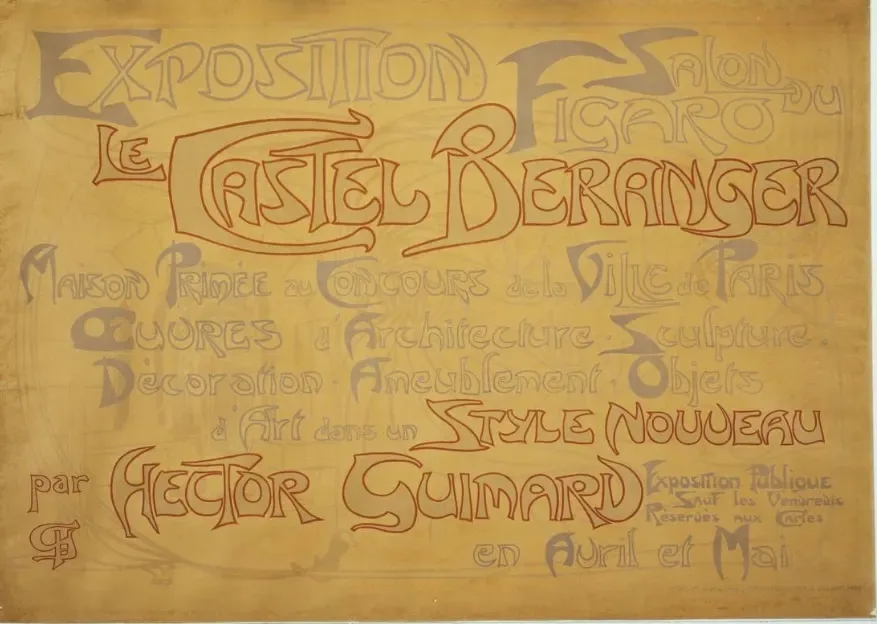 EXPOSITION SALON DU FIGARO
LE CASTEL BERANGER
MAISON PRIMÉE au CONCOURS de la VILLE de PARIS
ŒUVRES d'Architecture · Sculpture ·
Décoration · Ameublement · Objets
d'Art dans un STYLE NOUVEAU
par HECTOR GUIMARD
EXPOSITION PUBLIQUE
SAUF les Vendredis
Réservés aux Cartes
en Avril et Mai